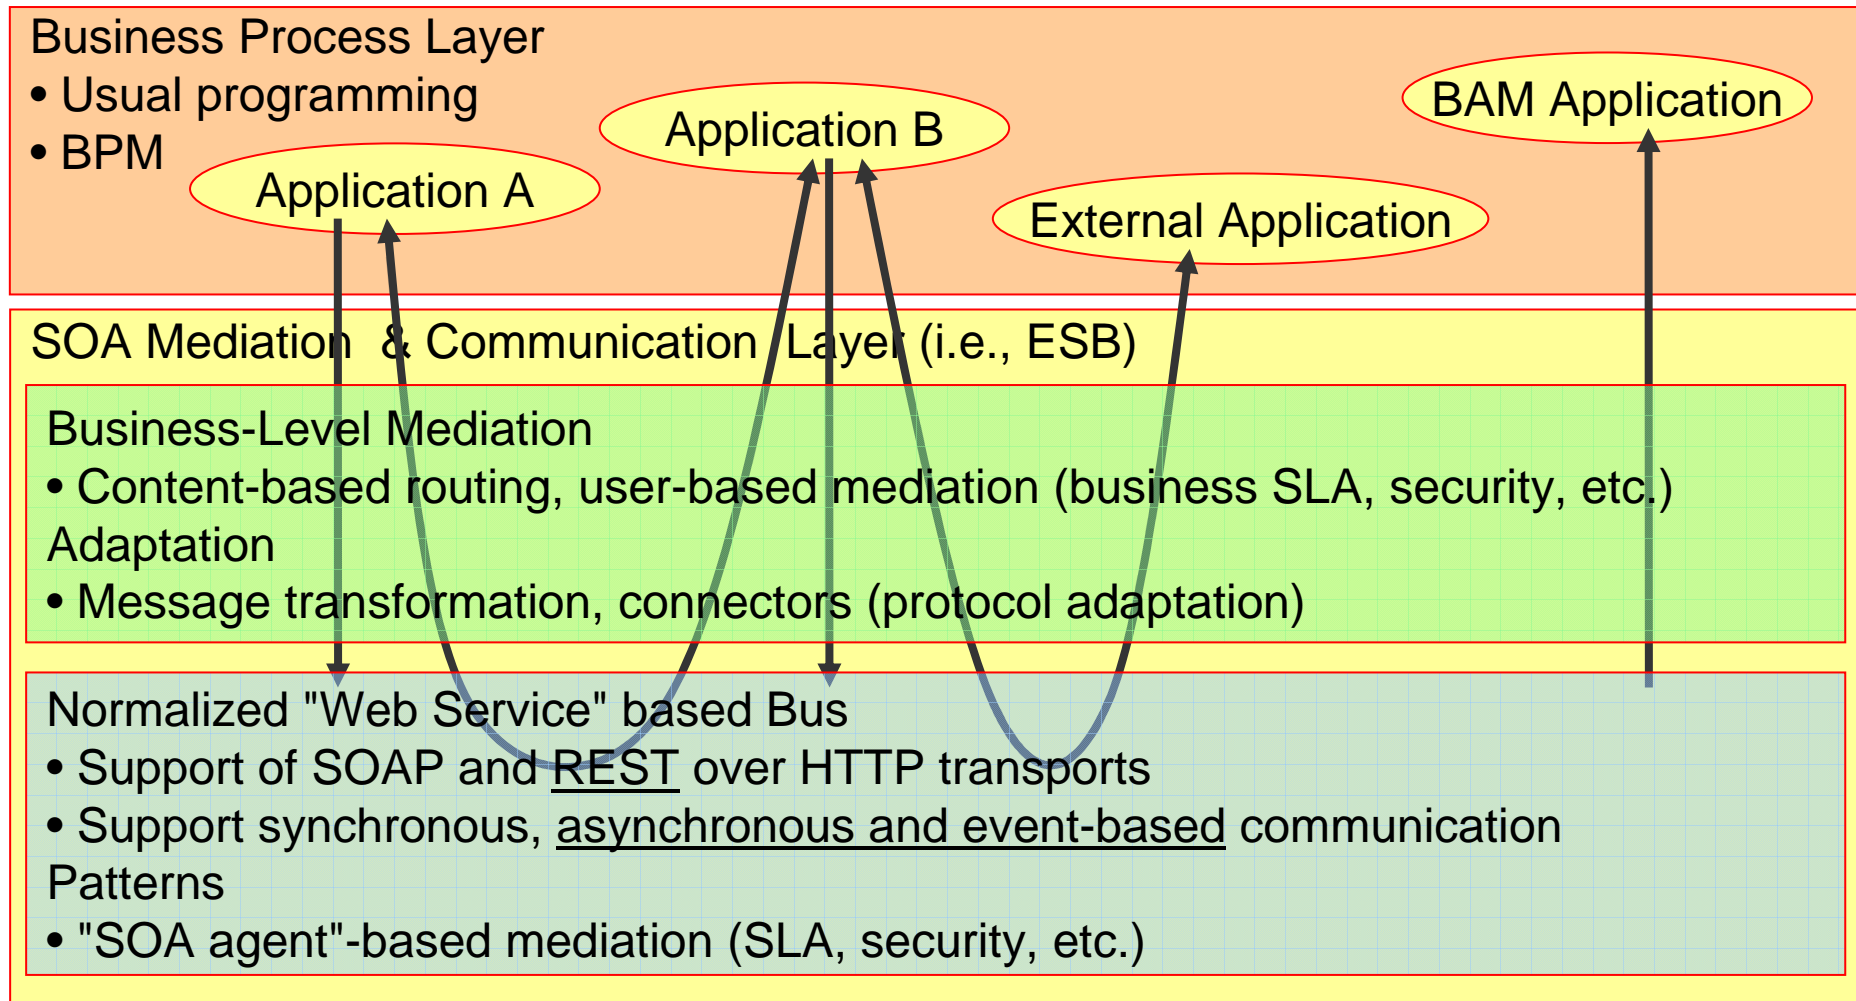 Business Process Layer
• Usual programming
• BPM
Application A
Application B
External Application
BAM Application
SOA Mediation & Communication Layer (i.e., ESB)
Business-Level Mediation
• Content-based routing, user-based mediation (business SLA, security, etc.)
Adaptation
• Message transformation, connectors (protocol adaptation)
Normalized "Web Service" based Bus
• Support of SOAP and REST over HTTP transports
• Support synchronous, asynchronous and event-based communication
Patterns
• "SOA agent"-based mediation (SLA, security, etc.)